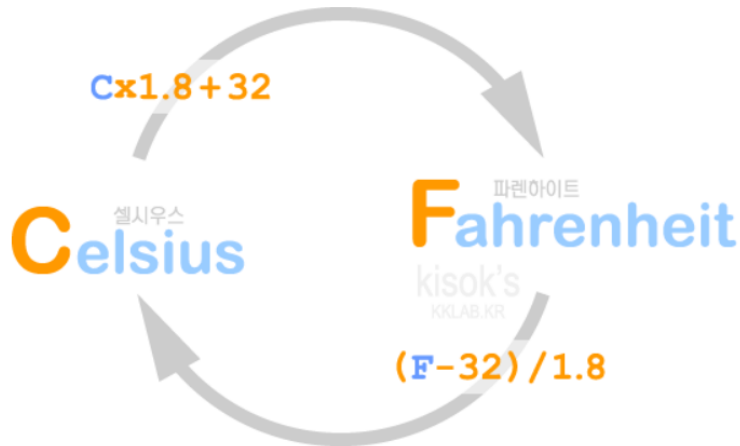 Cx1.8+32
셀시우스
Celsius
파렌하이트
Fahrenheit
kisok's
KKLAB.KR
(F-32)/1.8